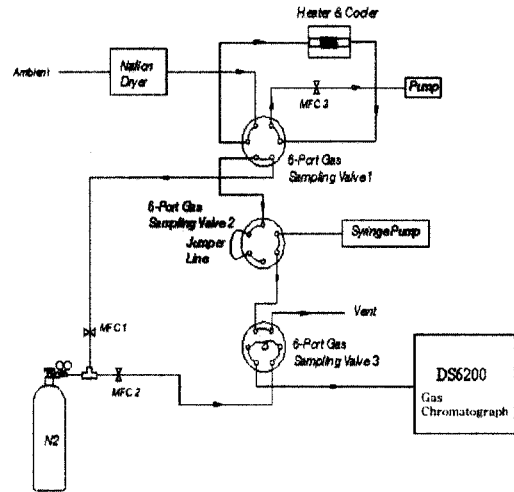 Heater & Cooler
Ambient
Nafion
Dryer
MFC 3
Pump
6-Port Gas
Sampling Valve 1
6-Port Gas
Sampling Valve 2
Jumper
Line
Syringe Pump
MFC 1
Vent
6-Port Gas
Sampling Valve 3
MFC 2
N2
DS6200
Gas
Chromatograph